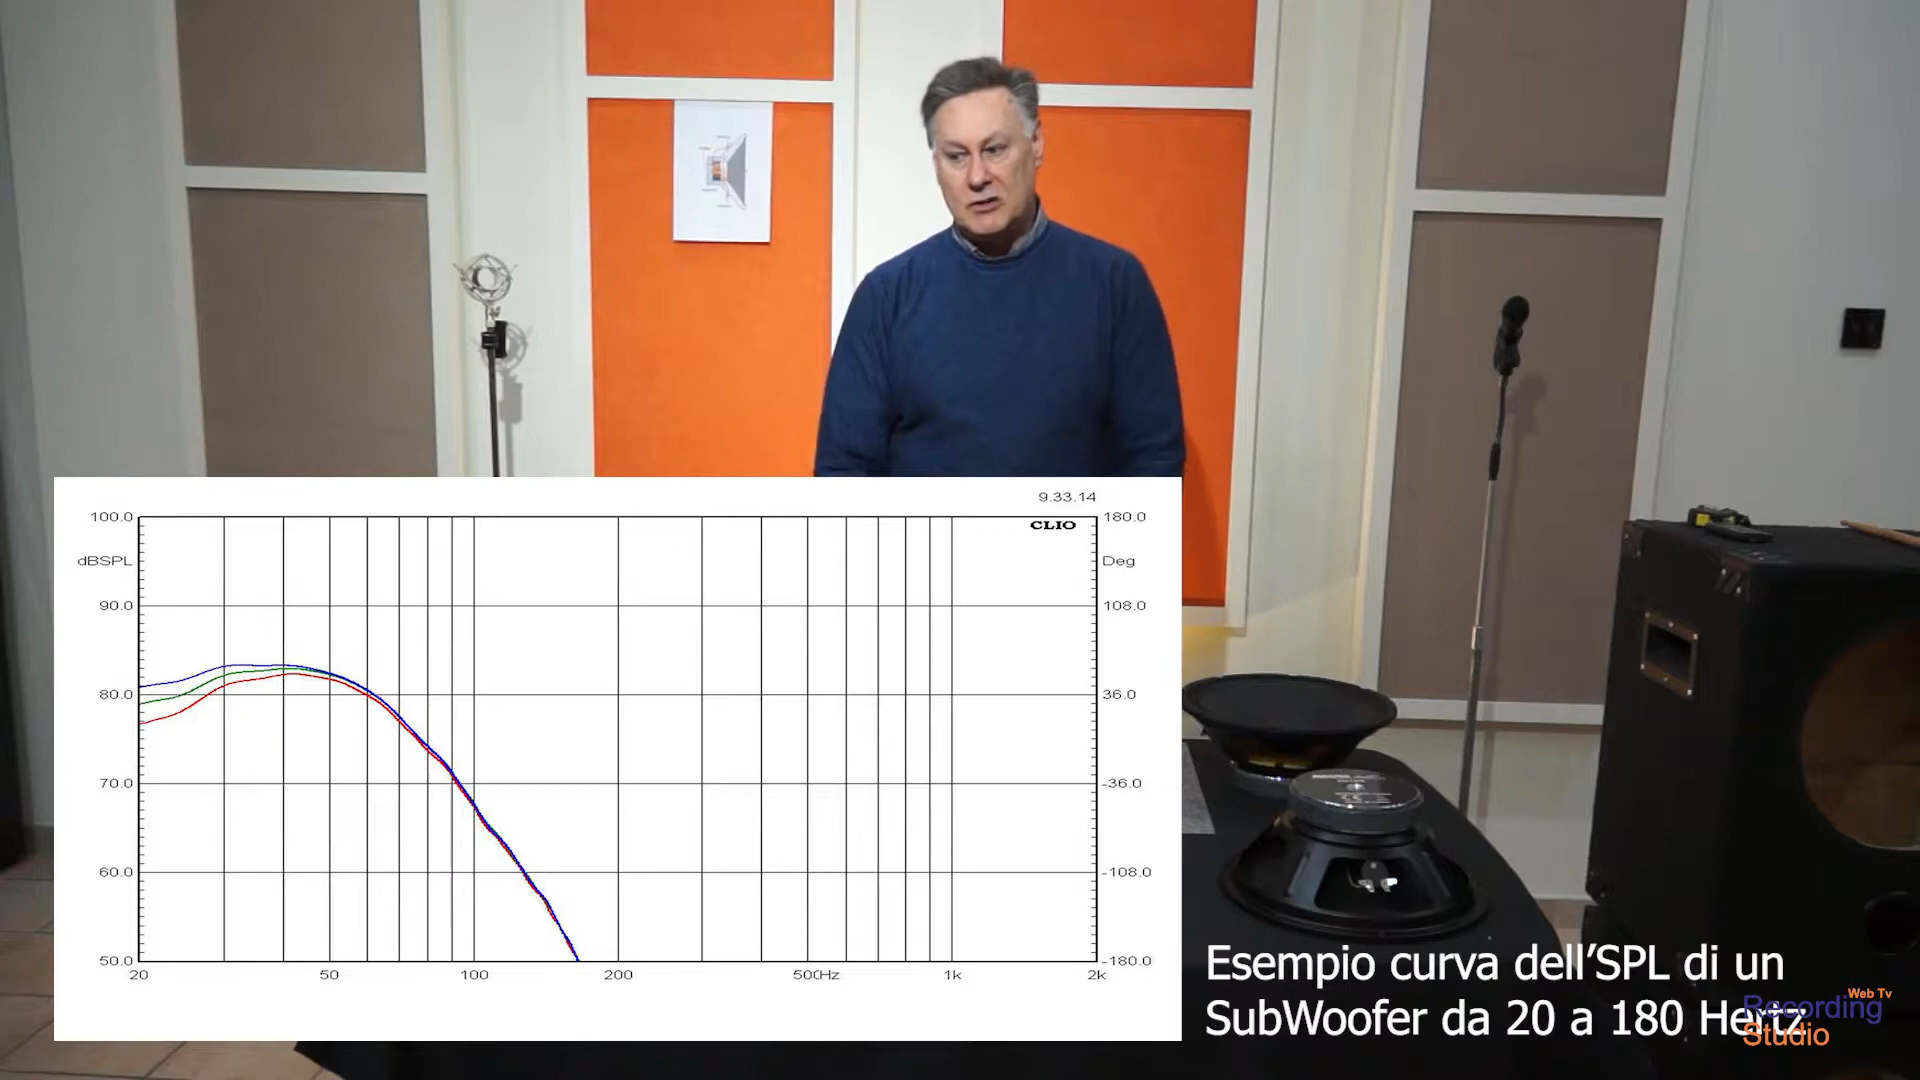 9.33.14
100.0
180.0
CLIO
dBSPL
Deg
90.0
108.0
80.0
36.0
70.0
-36.0
60.0
-108.0
50.0
-180.0
20
50
100
200
500
Hz
1k
2k
Esempio curva dell’SPL di un
SubWoofer da 20 a 180 Hertz
Web Tv
Recording
Studio